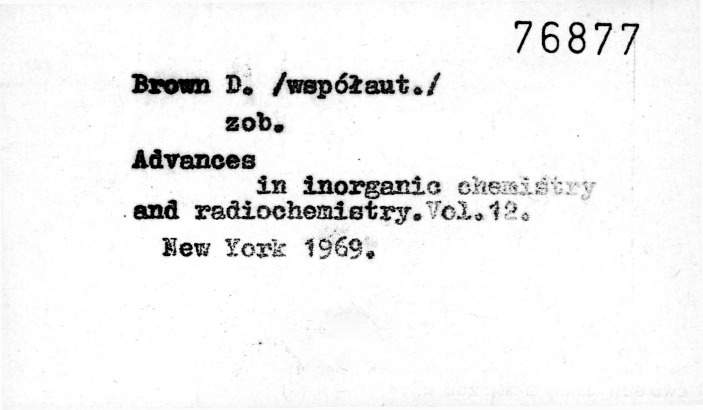 76877
Brown D. /współaut./
zob.
Advances
in inorganic chemistry
and radiochemistry.Vol.12.
New York 1969.